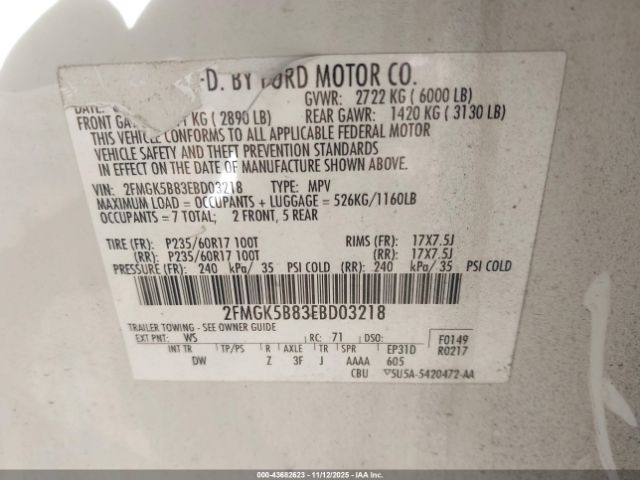 D. BY FORD MOTOR CO.
GVWR: 2722 KG ( 6000 LB)
FRONT KG ( 2890 LB) REAR GAWR: 1420 KG ( 3130 LB)
THIS VEHICLE CONFORMS TO ALL APPLICABLE FEDERAL MOTOR
VEHICLE SAFETY AND THEFT PREVENTION STANDARDS
IN EFFECT ON THE DATE OF MANUFACTURE SHOWN ABOVE.
VIN: 2FMGK5B83EBD03218 TYPE: MPV
MAXIMUM LOAD = OCCUPANTS + LUGGAGE = 526KG/1160LB
OCCUPANTS = 7 TOTAL; 2 FRONT, 5 REAR
TIRE (FR): P235/60R17 100T RIMS (FR): 17X7.5J
(RR): P235/60R17 100T (RR): 17X7.5J
PRESSURE (FR): 240 kPa/ 35 PSI COLD (RR): 240 kPa/ 35 PSI COLD
2FMGK5B83EBD03218
TRAILER TOWING - SEE OWNER GUIDE
EXT PNT: WS RC: 71 DSO: F0149
INT TR TP/PS R AXLE TR SPR EP31D R0217
DW Z 3F J AAAA 605
CBU 5U5A-5420472-AA
000-43682623 - 11/12/2025 - IAA, Inc.